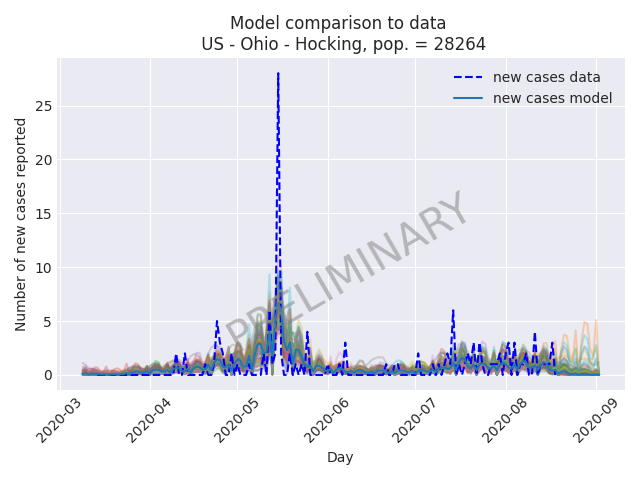 Model comparison to data
US - Ohio - Hocking, pop. = 28264
new cases data
new cases model
PRELIMINARY
Number of new cases reported
25
20
15
10
5
0
2020-03
2020-04
2020-05
2020-06
2020-07
2020-08
2020-09
Day